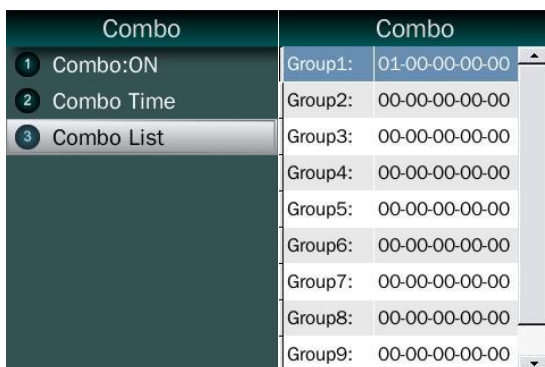 Combo
1 Combo:ON
2 Combo Time
3 Combo List
Combo
Group1: 01-00-00-00-00
Group2: 00-00-00-00-00
Group3: 00-00-00-00-00
Group4: 00-00-00-00-00
Group5: 00-00-00-00-00
Group6: 00-00-00-00-00
Group7: 00-00-00-00-00
Group8: 00-00-00-00-00
Group9: 00-00-00-00-00